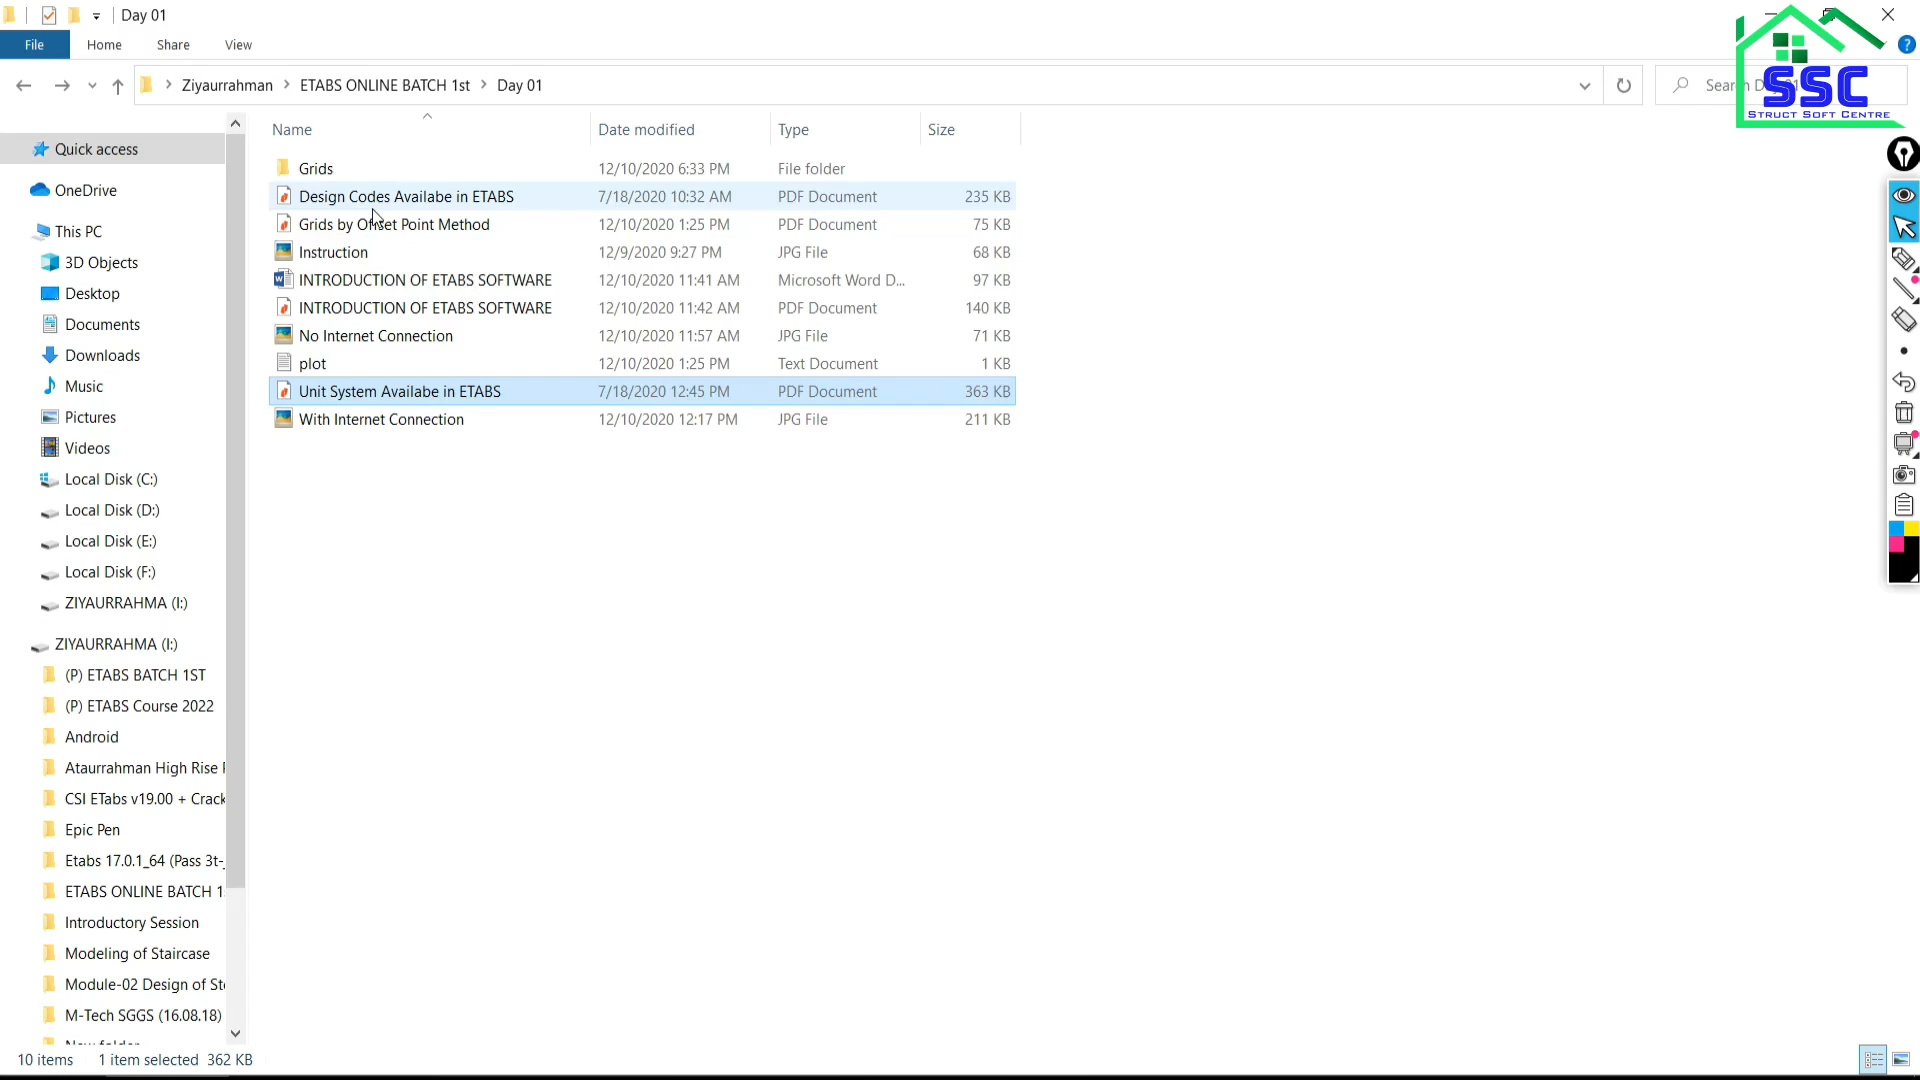 Day 01
File Home Share View
Ziyaurrahman ETABS ONLINE BATCH 1st Day 01
SSC
STRUCT SOFT CENTRE
Name Date modified Type Size
Quick access
OneDrive
This PC
3D Objects
Desktop
Documents
Downloads
Music
Pictures
Videos
Local Disk (C:)
Local Disk (D:)
Local Disk (E:)
Local Disk (F:)
ZIYAURRAHMA (I:)
ZIYAURRAHMA (I:)
(P) ETABS BATCH 1ST
(P) ETABS Course 2022
Android
Ataurrahman High Rise
CSI ETabs v19.00 + Crack
Epic Pen
Etabs 17.0.1_64 (Pass 3t-
ETABS ONLINE BATCH 1
Introductory Session
Modeling of Staircase
Module-02 Design of
M-Tech SGGS (16.08.18)
Grids 12/10/2020 6:33 PM File folder
Design Codes Availabe in ETABS 7/18/2020 10:32 AM PDF Document 235 KB
Grids by Offset Point Method 12/10/2020 1:25 PM PDF Document 75 KB
Instruction 12/9/2020 9:27 PM JPG File 68 KB
INTRODUCTION OF ETABS SOFTWARE 12/10/2020 11:41 AM Microsoft Word D... 97 KB
INTRODUCTION OF ETABS SOFTWARE 12/10/2020 11:42 AM PDF Document 140 KB
No Internet Connection 12/10/2020 11:57 AM JPG File 71 KB
plot 12/10/2020 1:25 PM Text Document 1 KB
Unit System Availabe in ETABS 7/18/2020 12:45 PM PDF Document 363 KB
With Internet Connection 12/10/2020 12:17 PM JPG File 211 KB
10 items 1 item selected 362 KB